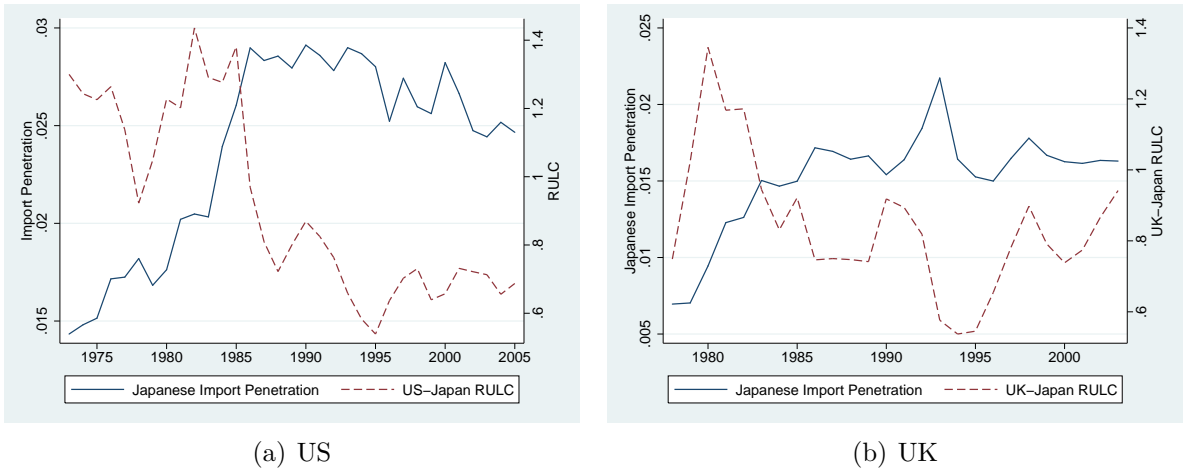 .03
.025
.02
.015
Import Penetration
1.4
1.2
1
.8
.6
RULC
1975 1980 1985 1990 1995 2000 2005
Japanese Import Penetration US−Japan RULC
(a) US
.025
.02
.015
.01
.005
Japanese Import Penetration
1.4
1.2
1
.8
.6
UK−Japan RULC
1980 1985 1990 1995 2000
Japanese Import Penetration UK−Japan RULC
(b) UK